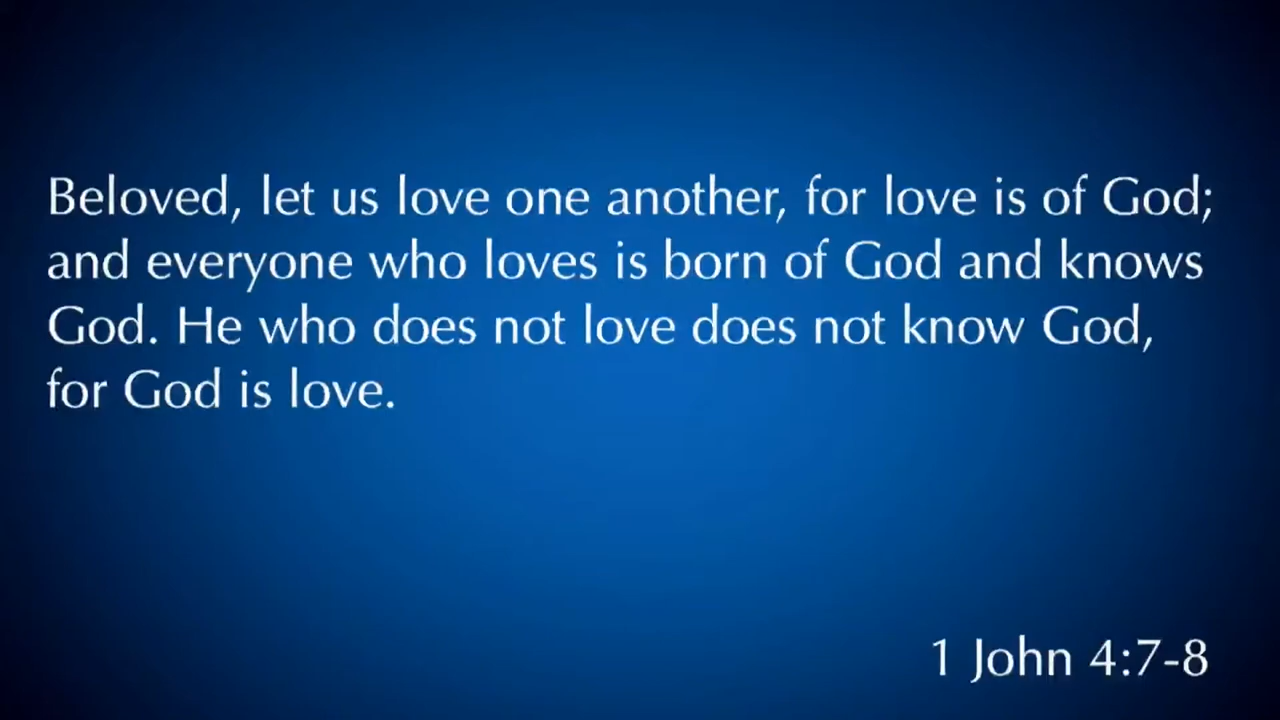 Beloved, let us love one another, for love is of God;
and everyone who loves is born of God and knows
God. He who does not love does not know God,
for God is love.
1 John 4:7-8